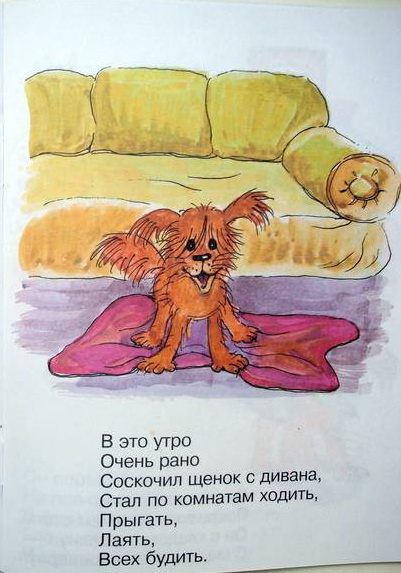 В это утро
Очень рано
Соскочил щенок с дивана,
Стал по комнатам ходить,
Прыгать,
Лаять,
Всех будить.